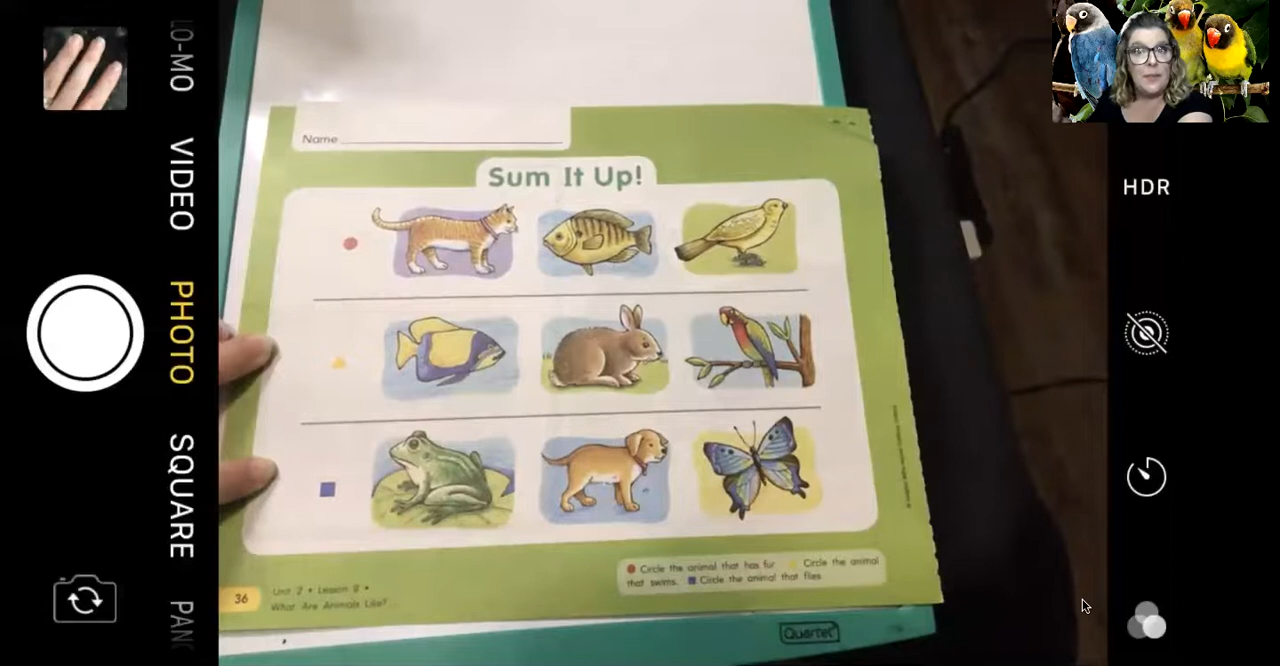 LO-MO
VIDEO
PHOTO
SQUARE
PANO
HDR
Name
Sum It Up!
Circle the animal that has fur. Circle the animal
that swims. Circle the animal that flies.
36
Unit 2 • Lesson 8 •
What Are Animals Like?
Quartet